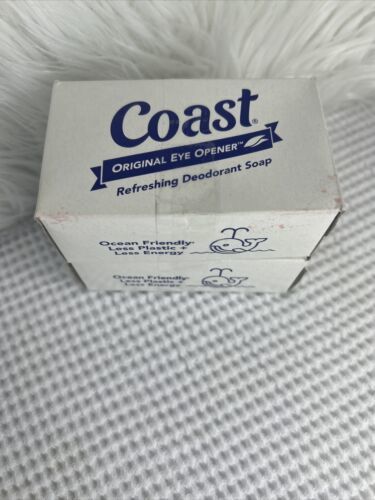 Coast®
ORIGINAL EYE OPENER™
Refreshing Deodorant Soap
Ocean Friendly
Less Plastic +
Less Energy
Ocean Friendly
Less Plastic +
Less Energy